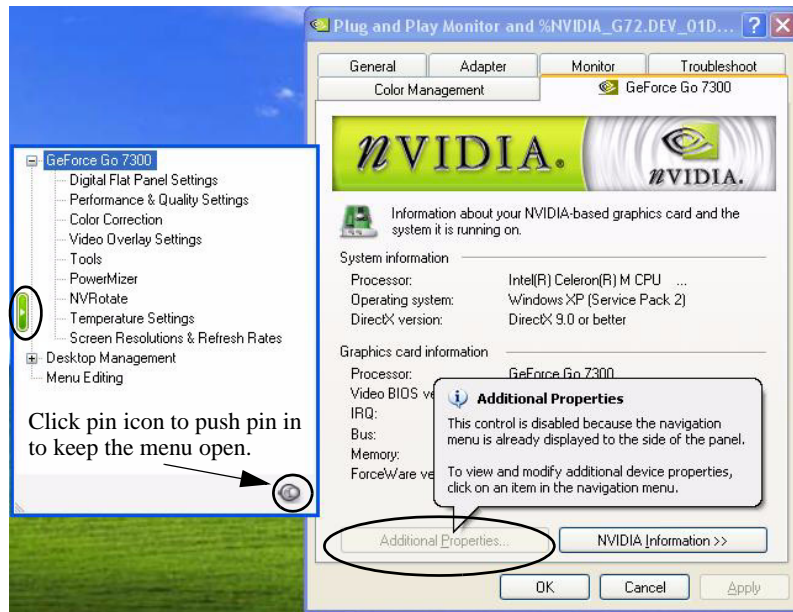 Plug and Play Monitor and %NVIDIA_G72.DEV_01D...
General Adapter Monitor Troubleshoot
Color Management GeForce Go 7300
NVIDIA.
NVIDIA.
Information about your NVIDIA-based graphics card and the
system it is running on.
System information
Processor: Intel(R) Celeron(R) M CPU ...
Operating system: Windows XP (Service Pack 2)
DirectX version: DirectX 9.0 or better
Graphics card information
Processor: GeForce Go 7300
Video BIOS ve
IRQ:
Bus:
Memory:
ForceWare ve
Additional Properties
This control is disabled because the navigation
menu is already displayed to the side of the panel.
To view and modify additional device properties,
click on an item in the navigation menu.
Additional Properties... NVIDIA Information >>
OK Cancel Apply
GeForce Go 7300
Digital Flat Panel Settings
Performance & Quality Settings
Color Correction
Video Overlay Settings
Tools
PowerMizer
NVRotate
Temperature Settings
Screen Resolutions & Refresh Rates
Desktop Management
Menu Editing
Click pin icon to push pin in
to keep the menu open.